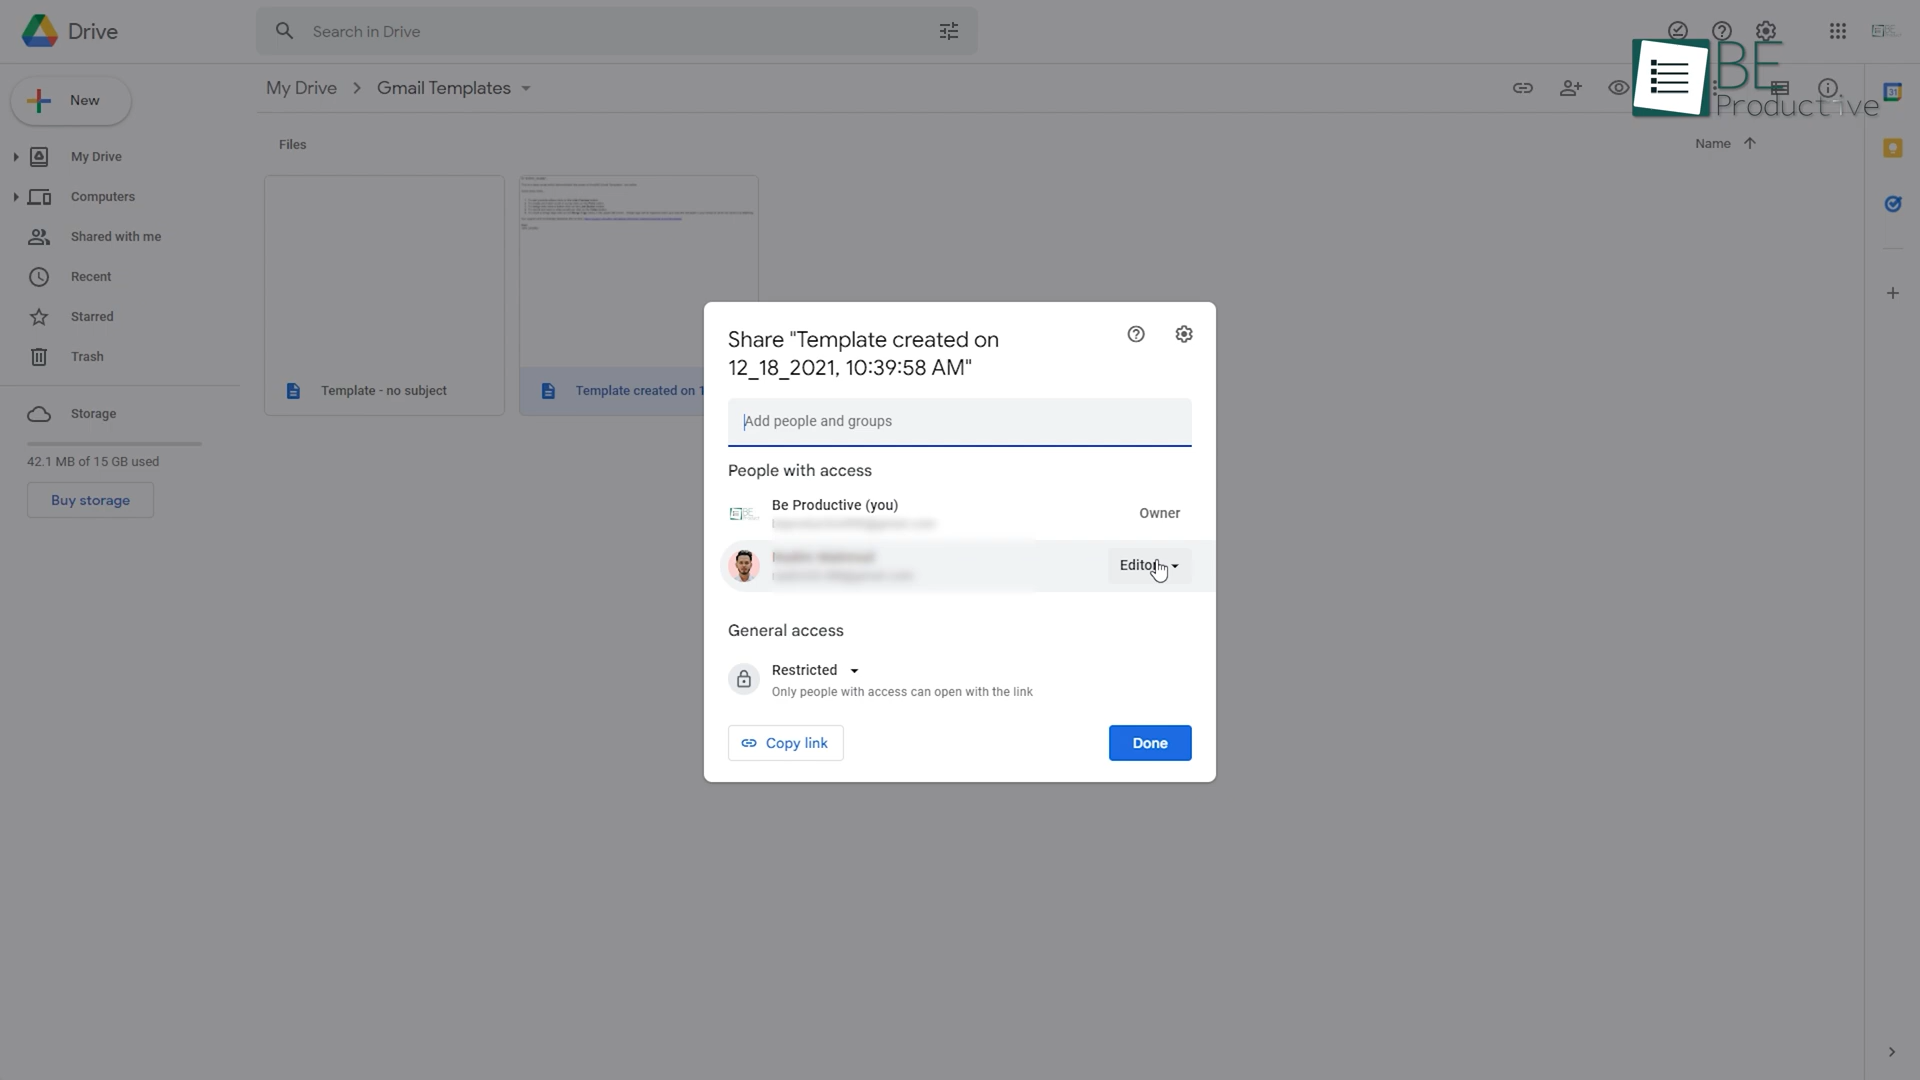 Drive
Search in Drive
BE
Productive
New
My Drive
Gmail Templates
Files
Name
My Drive
Computers
Shared with me
Recent
Starred
Trash
Storage
42.1 MB of 15 GB used
Buy storage
Template - no subject
Template created on 1
Share "Template created on
12_18_2021, 10:39:58 AM"
Add people and groups
People with access
Be Productive (you)
Owner
Editor
General access
Restricted
Only people with access can open with the link
Copy link
Done
31